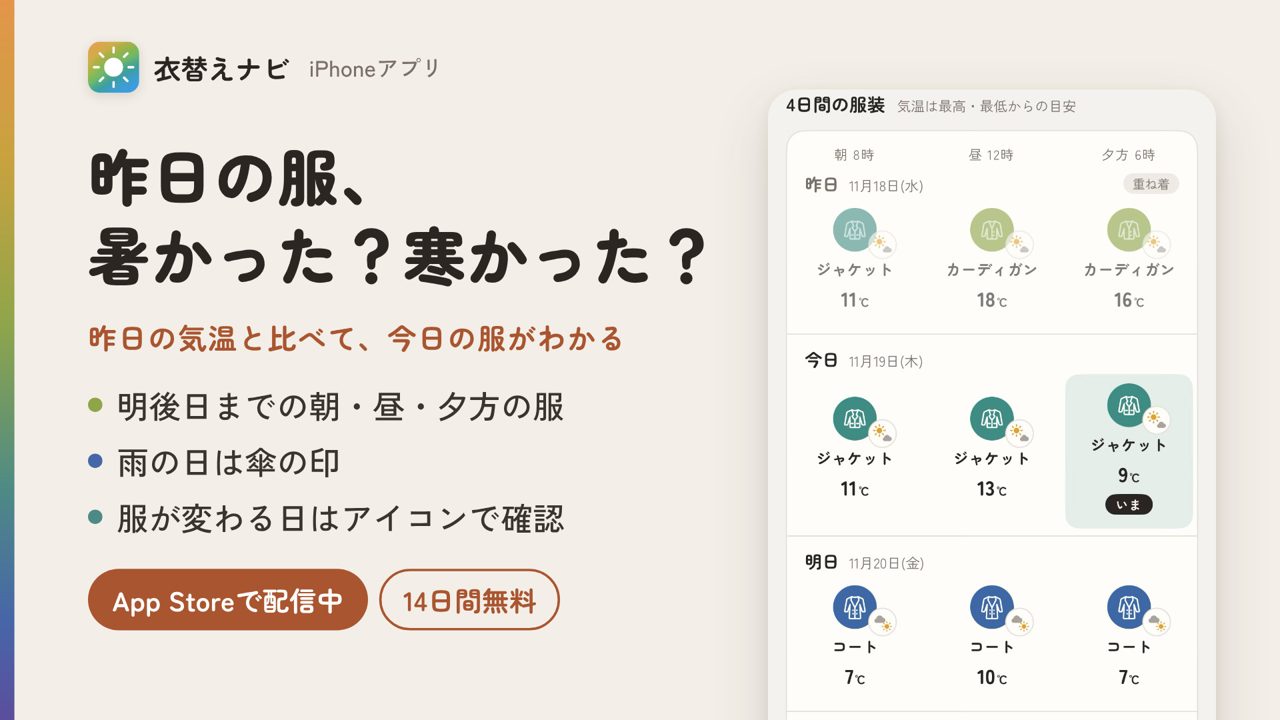 衣替えナビ iPhoneアプリ
昨日の服、
暑かった？寒かった？
昨日の気温と比べて、今日の服がわかる
明後日までの朝・昼・夕方の服
雨の日は傘の印
服が変わる日はアイコンで確認
App Storeで配信中 14日間無料
4日間の服装 気温は最高・最低からの目安
朝 8時 昼 12時 夕方 6時
昨日 11月18日(水) 重ね着
ジャケット カーディガン カーディガン
11℃ 18℃ 16℃
今日 11月19日(木)
ジャケット ジャケット ジャケット
11℃ 13℃ 9℃
いま
明日 11月20日(金)
コート コート コート
7℃ 10℃ 7℃